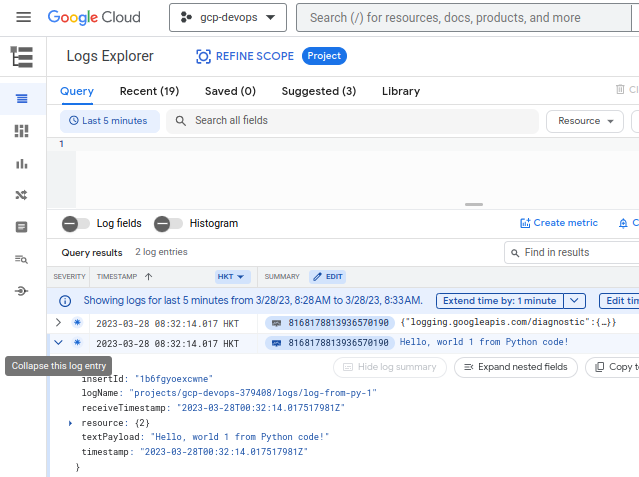 Google Cloud
gcp-devops
Search (/) for resources, docs, products, and more
Logs Explorer
REFINE SCOPE
Project
Query
Recent (19)
Saved (0)
Suggested (3)
Library
Last 5 minutes
Search all fields
Resource
1
Log fields
Histogram
Create metric
Query results
2 log entries
Find in results
SEVERITY
TIMESTAMP
HKT
SUMMARY
EDIT
Showing logs for last 5 minutes from 3/28/23, 8:28 AM to 3/28/23, 8:33 AM.
Extend time by: 1 minute
Edit tim
2023-03-28 08:32:14.017 HKT
8168178813936570190
{"logging.googleapis.com/diagnostic":{…}}
2023-03-28 08:32:14.017 HKT
8168178813936570190
Hello, world 1 from Python code!
Collapse this log entry
Hide log summary
Expand nested fields
Copy to
insertId: "1b6fgyoexcwne"
logName: "projects/gcp-devops-379408/logs/log-from-py-1"
receiveTimestamp: "2023-03-28T00:32:14.017517981Z"
resource: {2}
textPayload: "Hello, world 1 from Python code!"
timestamp: "2023-03-28T00:32:14.017517981Z"
}